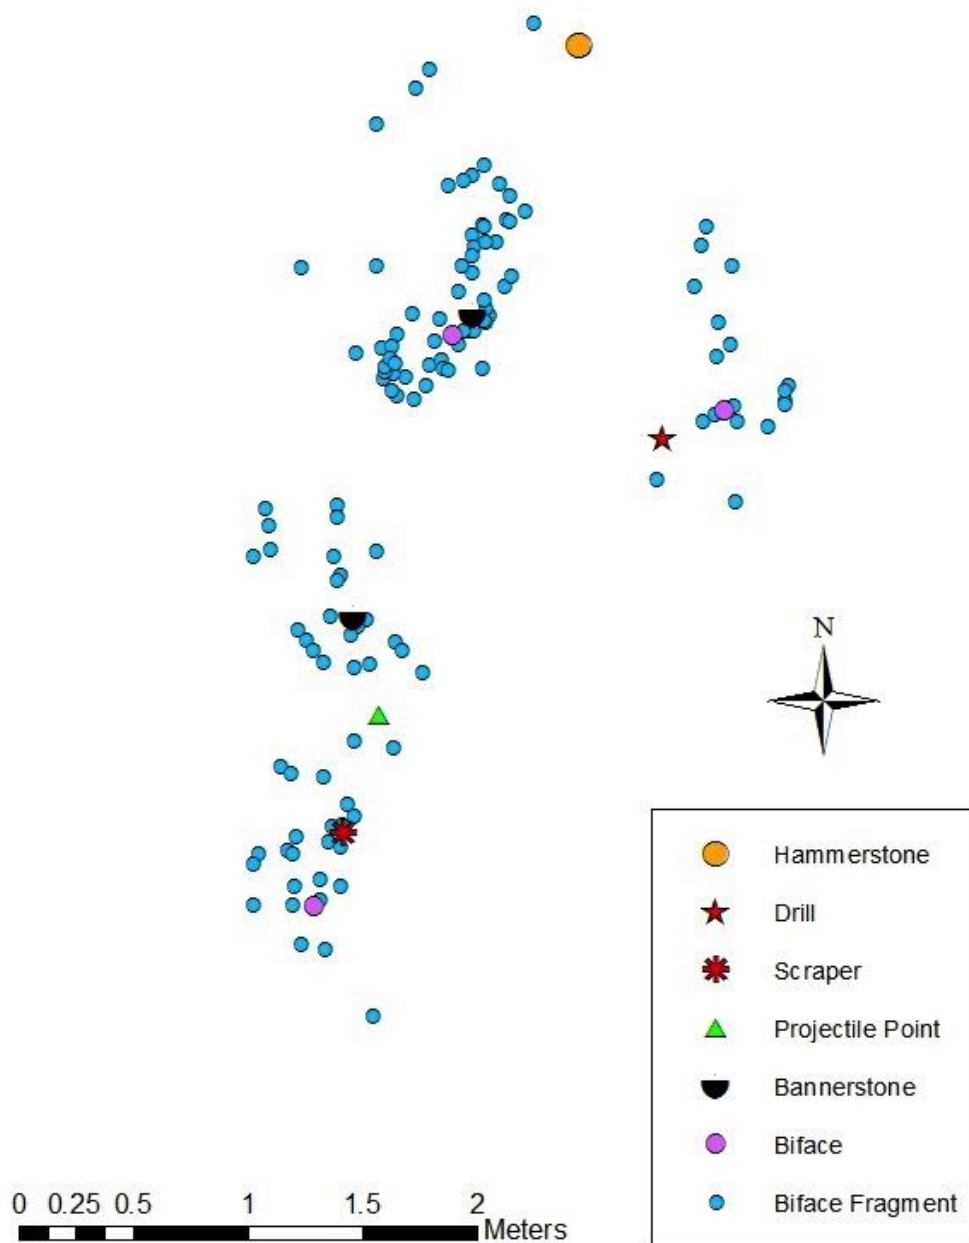 N
Hammerstone
Drill
Scraper
Projectile Point
Bannerstone
Biface
Biface Fragment
0 0.25 0.5 1 1.5 2
Meters